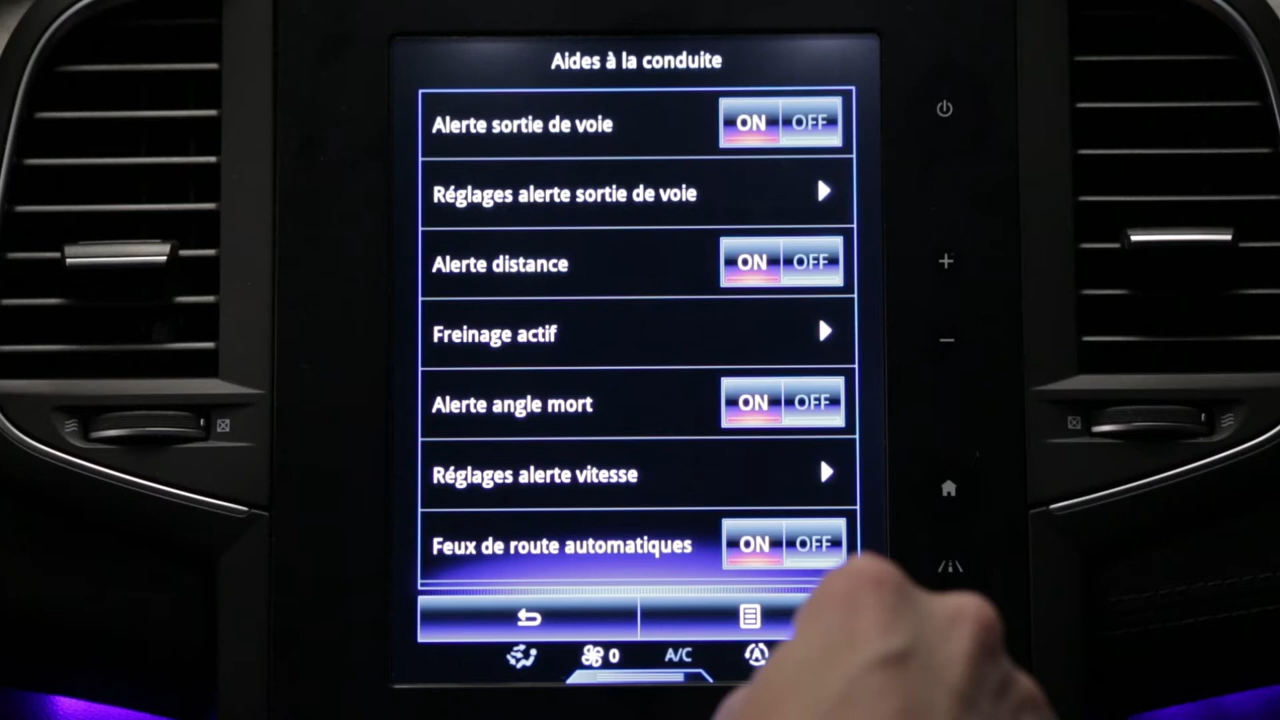 Aides à la conduite
Alerte sortie de voie ON OFF
Réglages alerte sortie de voie
Alerte distance ON OFF
Freinage actif
Alerte angle mort ON OFF
Réglages alerte vitesse
Feux de route automatiques ON OFF
0 A/C A